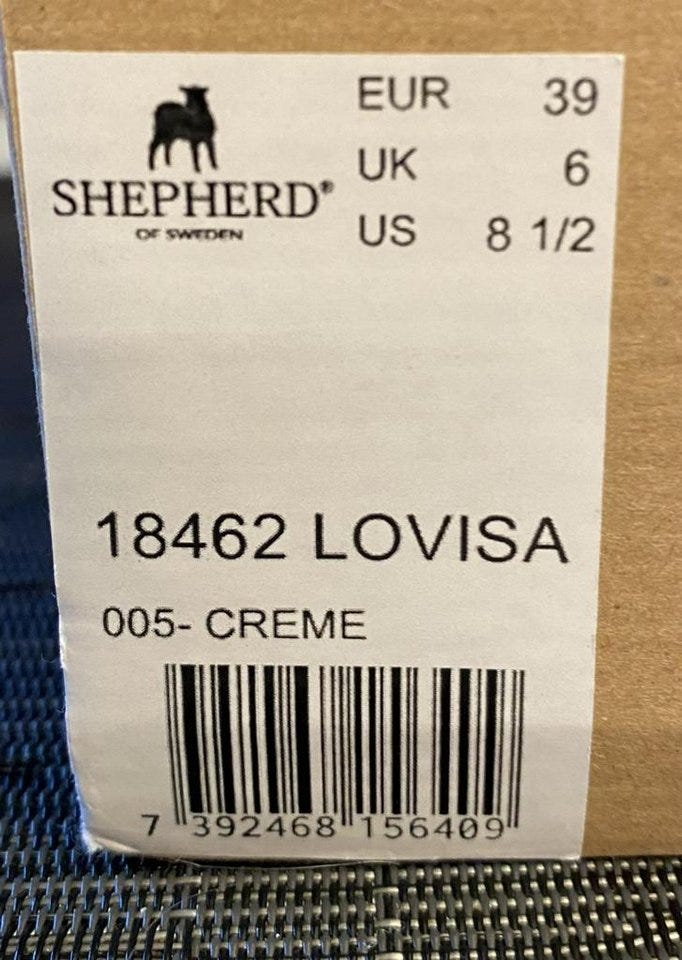 SHEPHERD®
OF SWEDEN
EUR 39
UK 6
US 8 1/2
18462 LOVISA
005- CREME
7 392468 156409